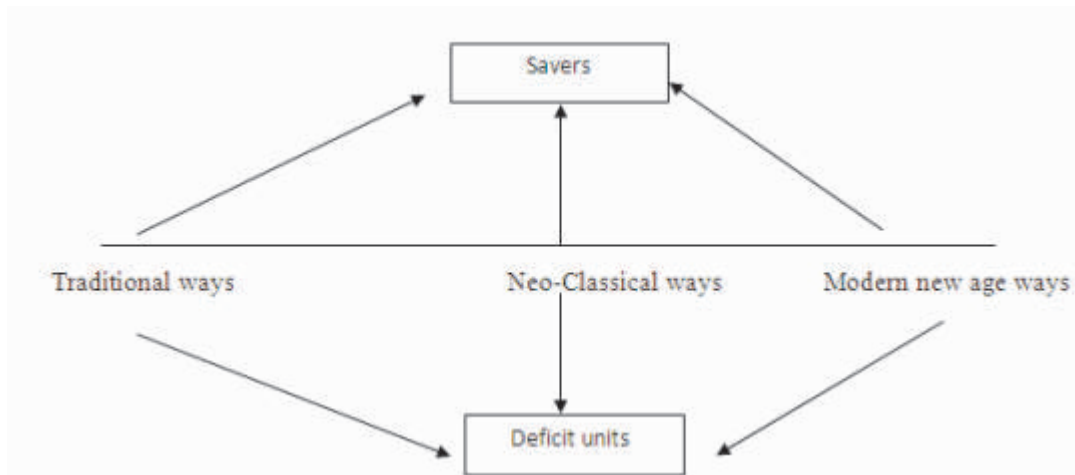 Savers
Traditional ways
Neo-Classical ways
Modern new age ways
Deficit units